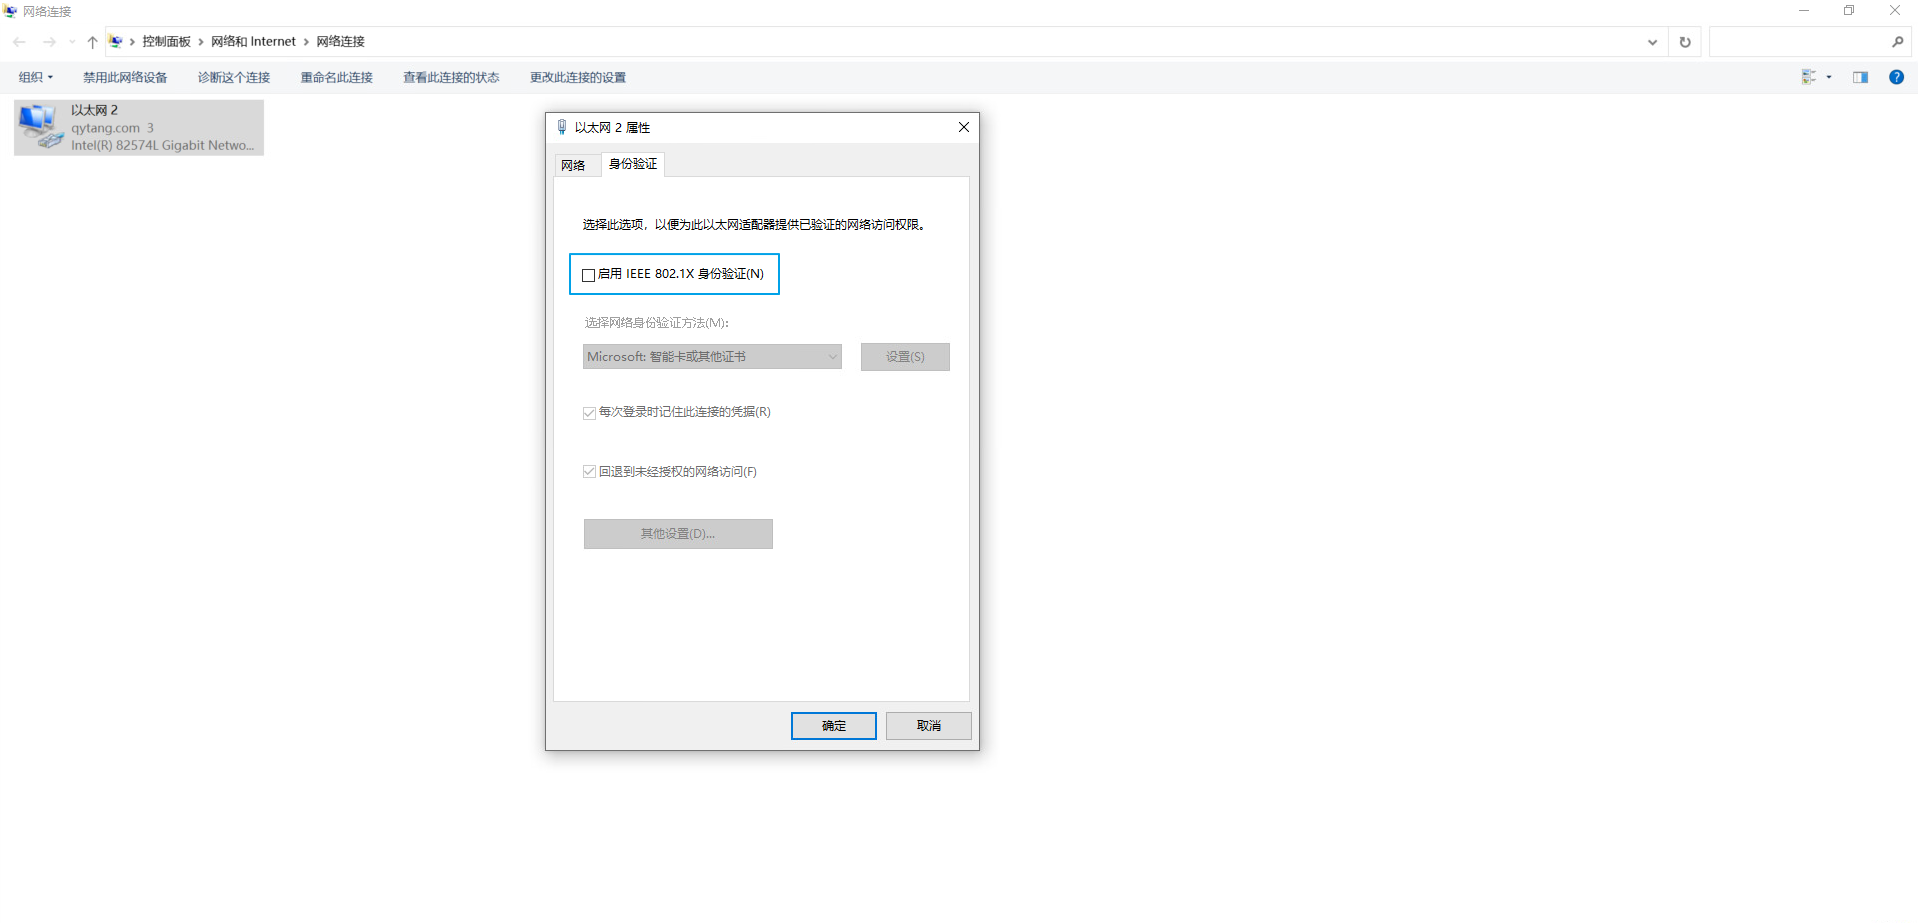 网络连接
控制面板 › 网络和 Internet › 网络连接
组织 禁用此网络设备 诊断这个连接 重命名此连接 查看此连接的状态 更改此连接的设置
以太网 2
qytang.com 3
Intel(R) 82574L Gigabit Netwo...
以太网 2 属性
网络 身份验证
选择此选项，以便为此以太网适配器提供已验证的网络访问权限。
启用 IEEE 802.1X 身份验证(N)
选择网络身份验证方法(M):
Microsoft: 智能卡或其他证书 设置(S)
每次登录时记住此连接的凭据(R)
回退到未经授权的网络访问(F)
其他设置(D)...
确定 取消